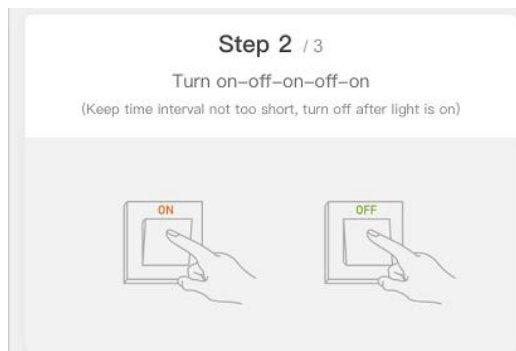 Step 2 / 3
Turn on–off–on–off–on
(Keep time interval not too short, turn off after light is on)
ON
OFF